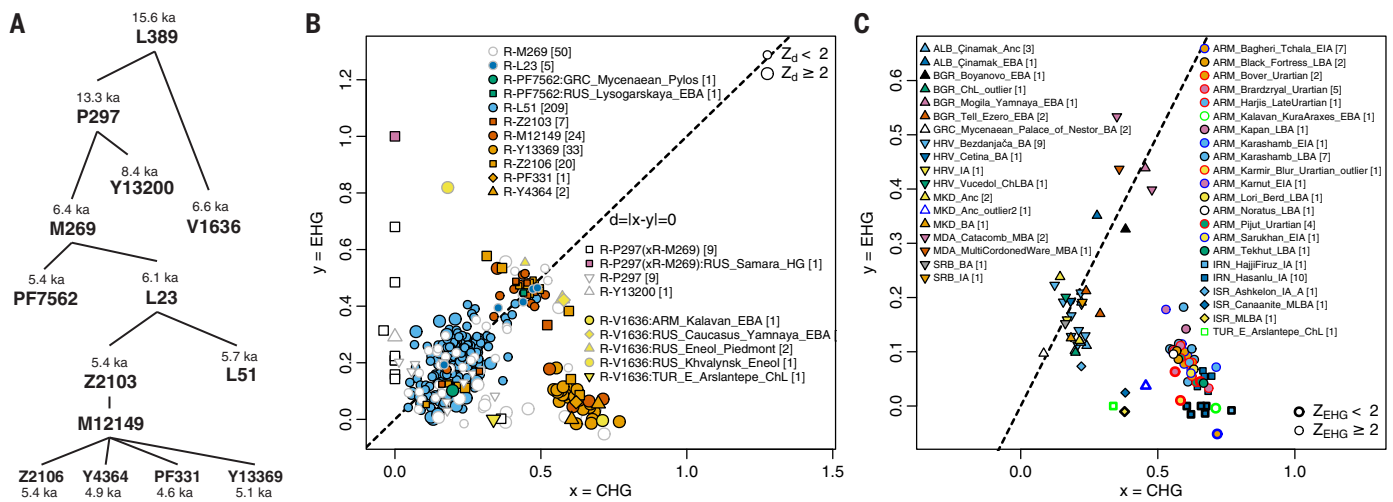 A
15.6 ka
L389
13.3 ka
P297
8.4 ka
Y13200
6.6 ka
V1636
6.4 ka
M269
5.4 ka
PF7562
6.1 ka
L23
5.4 ka
Z2103
5.7 ka
L51
M12149
Z2106
Y4364
PF331
Y13369
5.4 ka
4.9 ka
4.6 ka
5.1 ka
B
y = EHG
1.2
1.0
0.8
0.6
0.4
0.2
0.0
R-M269 [50]
R-L23 [5]
R-PF7562:GRC_Mycenaean_Pylos [1]
R-PF7562:RUS_Lysogarskaya_EBA [1]
R-L51 [209]
R-Z2103 [7]
R-M12149 [24]
R-Y13369 [33]
R-Z2106 [20]
R-PF331 [1]
R-Y4364 [2]
Zd < 2
Zd ≥ 2
d=|x-y|=0
R-P297(xR-M269) [9]
R-P297(xR-M269):RUS_Samara_HG [1]
R-P297 [9]
R-Y13200 [1]
R-V1636:ARM_Kalavan_EBA [1]
R-V1636:RUS_Caucasus_Yamnaya_EBA [
R-V1636:RUS_Eneol_Piedmont [2]
R-V1636:RUS_Khvalynsk_Eneol [1]
R-V1636:TUR_E_Arslantepe_ChL [1]
0.0
0.5
1.0
1.5
x = CHG
C
y = EHG
0.6
0.5
0.4
0.3
0.2
0.1
0.0
ALB_Çinamak_Anc [3]
ALB_Çinamak_EBA [1]
BGR_Boyanovo_EBA [1]
BGR_ChL_outlier [1]
BGR_Mogila_Yamnaya_EBA [1]
BGR_Tell_Ezero_EBA [2]
GRC_Mycenaean_Palace_of_Nestor_BA [2]
HRV_Bezdanjača_BA [9]
HRV_Cetina_BA [1]
HRV_IA [1]
HRV_Vucedol_ChLBA [1]
MKD_Anc [2]
MKD_Anc_outlier2 [1]
MKD_BA [1]
MDA_Catacomb_MBA [2]
MDA_MultiCordonedWare_MBA [1]
SRB_BA [1]
SRB_IA [1]
ARM_Bagheri_Tchala_EIA [7]
ARM_Black_Fortress_LBA [2]
ARM_Bover_Urartian [2]
ARM_Brardzryal_Urartian [5]
ARM_Harjis_LateUrartian [1]
ARM_Kalavan_KuraAraxes_EBA [1]
ARM_Kapan_LBA [1]
ARM_Karashamb_EIA [1]
ARM_Karashamb_LBA [7]
ARM_Karmir_Blur_Urartian_outlier [1]
ARM_Karnut_EIA [1]
ARM_Lori_Berd_LBA [1]
ARM_Noratus_LBA [1]
ARM_Pijut_Urartian [4]
ARM_Sarukhan_EIA [1]
ARM_Tekhut_LBA [1]
IRN_HajjiFiruz_IA [1]
IRN_Hasanlu_IA [10]
ISR_Ashkelon_IA_A [1]
ISR_Canaanite_MLBA [1]
ISR_MLBA [1]
TUR_E_Arslantepe_ChL [1]
ZEHG < 2
ZEHG ≥ 2
0.0
0.5
1.0
x = CHG